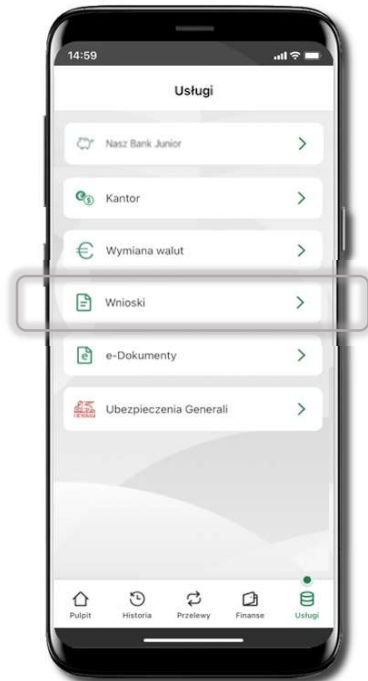 14:59
Usługi
Nasz Bank Junior
Kantor
Wymiana walut
Wnioski
e-Dokumenty
Ubezpieczenia Generali
Pulpit
Historia
Przelewy
Finanse
Usługi